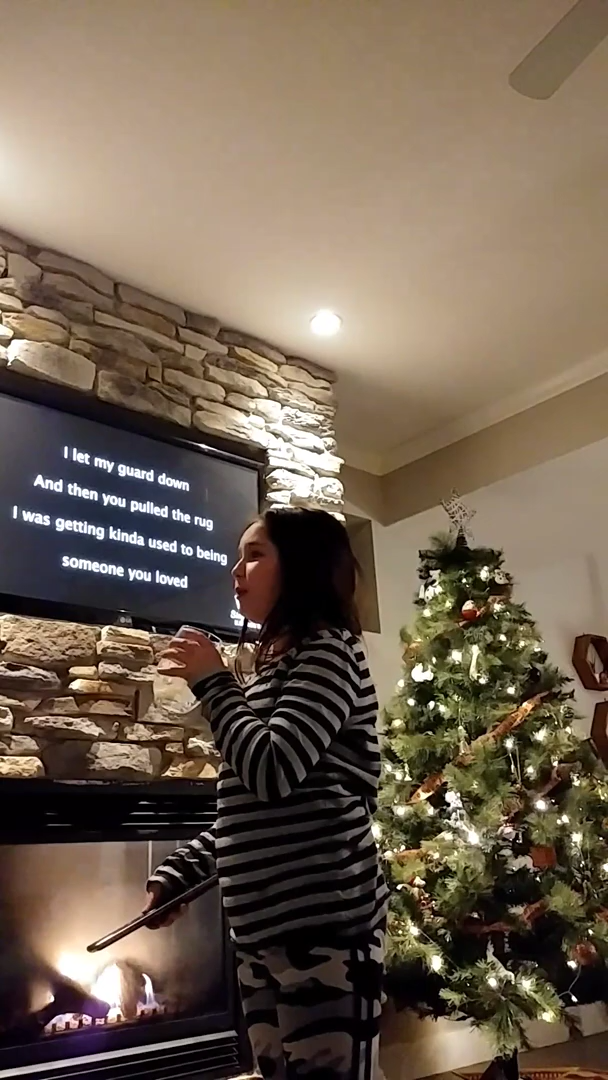 I let my guard down
And then you pulled the rug
I was getting kinda used to being
someone you loved